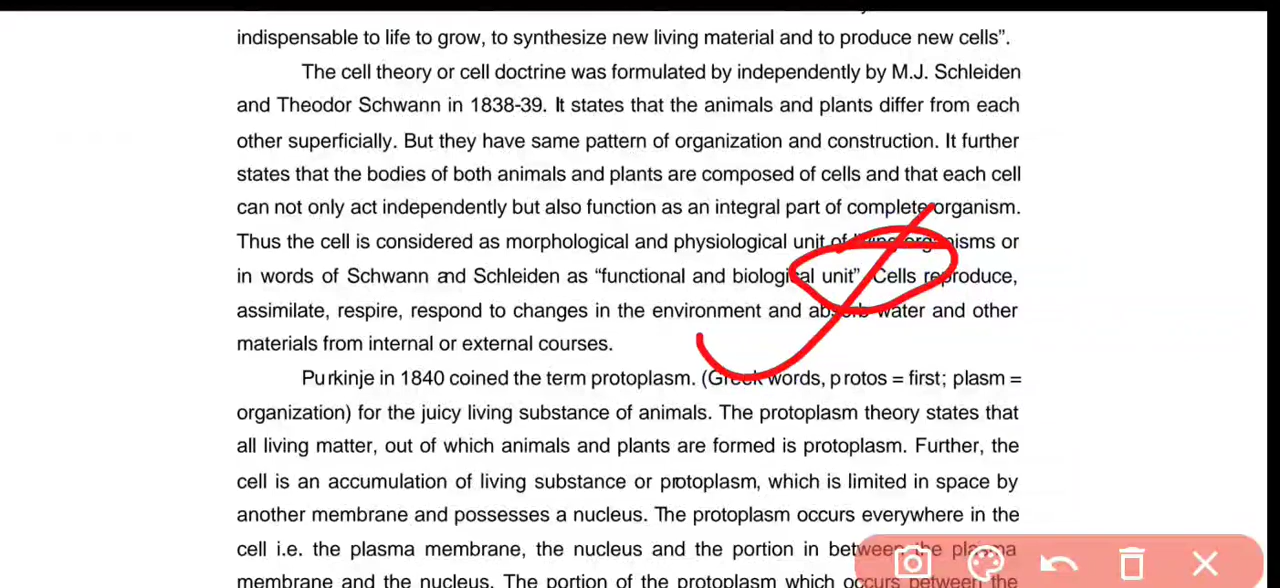 indispensable to life to grow, to synthesize new living material and to produce new cells”.
The cell theory or cell doctrine was formulated by independently by M.J. Schleiden
and Theodor Schwann in 1838-39. It states that the animals and plants differ from each
other superficially. But they have same pattern of organization and construction. It further
states that the bodies of both animals and plants are composed of cells and that each cell
can not only act independently but also function as an integral part of complete organism.
Thus the cell is considered as morphological and physiological unit of living organisms or
in words of Schwann and Schleiden as “functional and biological unit”. Cells reproduce,
assimilate, respire, respond to changes in the environment and absorb water and other
materials from internal or external courses.
Purkinje in 1840 coined the term protoplasm. (Greek words, protos = first; plasm =
organization) for the juicy living substance of animals. The protoplasm theory states that
all living matter, out of which animals and plants are formed is protoplasm. Further, the
cell is an accumulation of living substance or protoplasm, which is limited in space by
another membrane and possesses a nucleus. The protoplasm occurs everywhere in the
cell i.e. the plasma membrane, the nucleus and the portion in between the plasma
membrane and the nucleus. The portion of the protoplasm which occurs between the